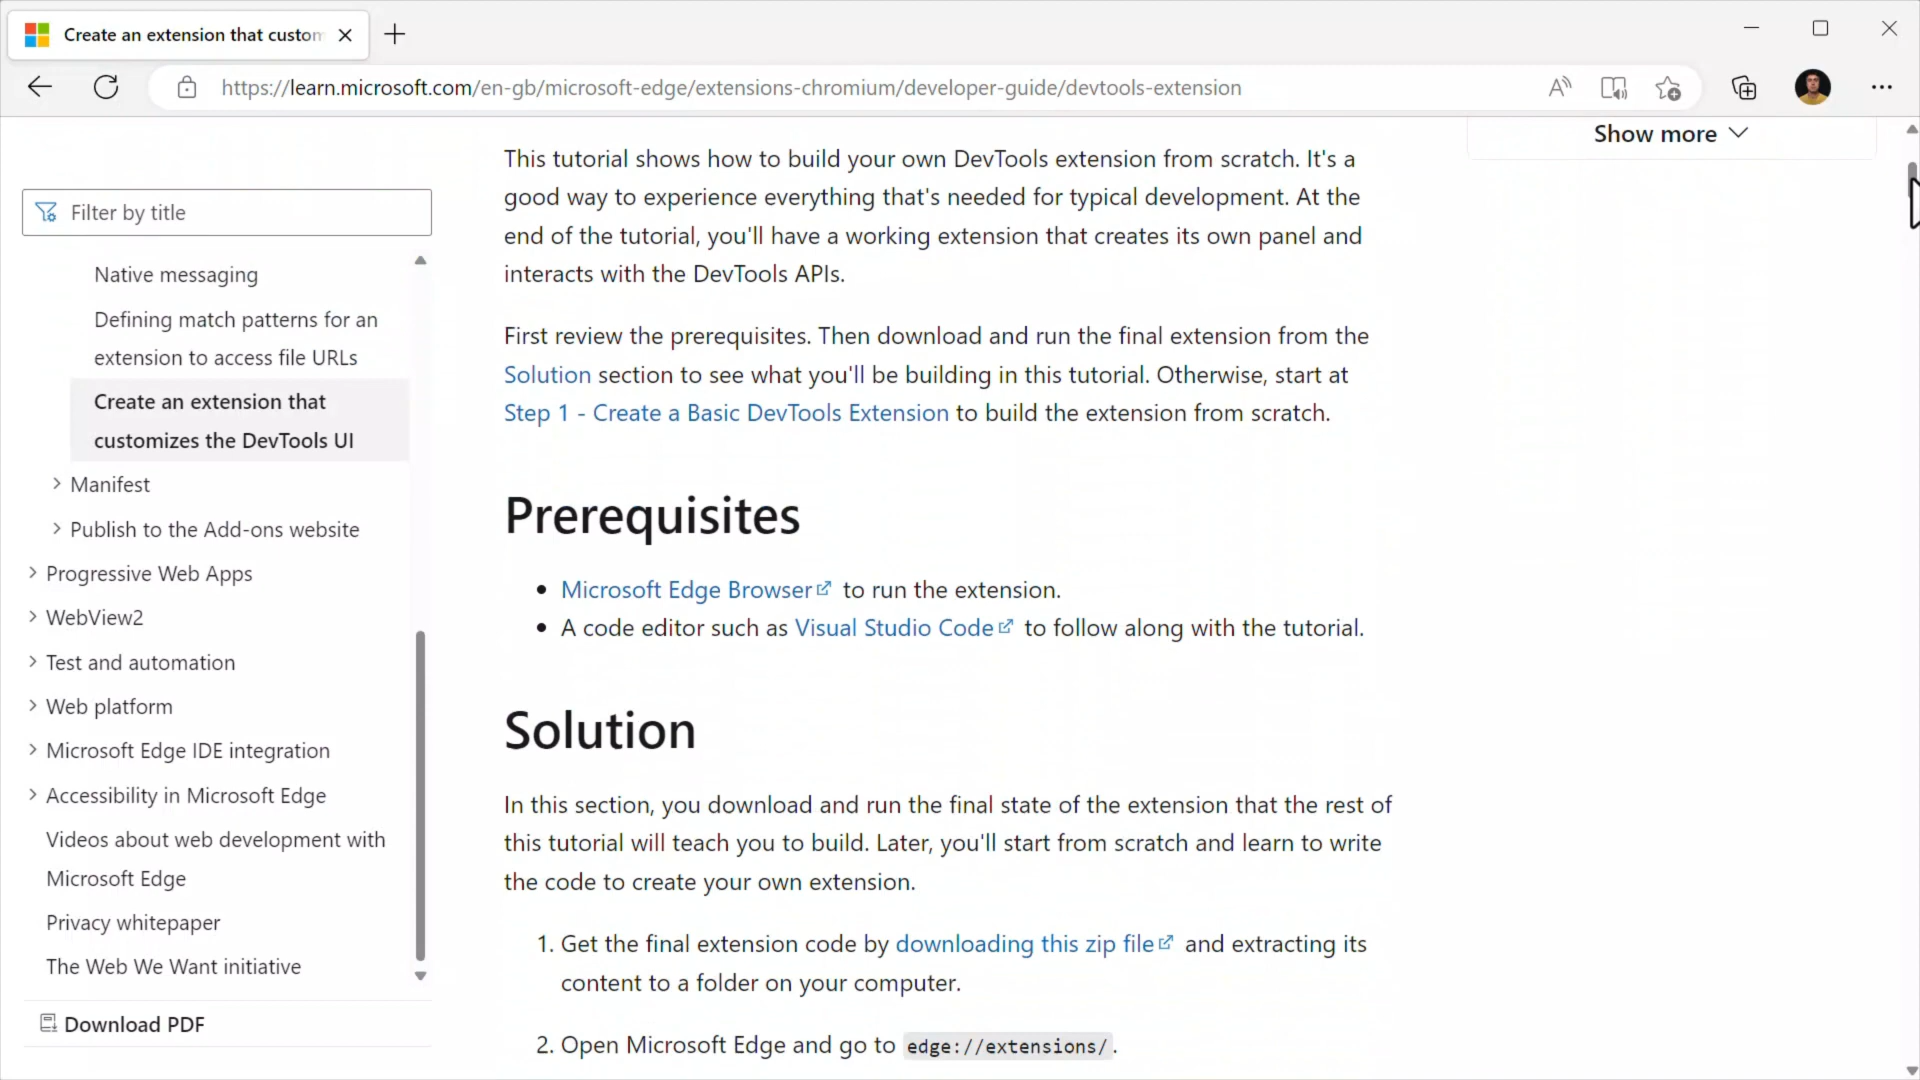 Create an extension that custom
https://learn.microsoft.com/en-gb/microsoft-edge/extensions-chromium/developer-guide/devtools-extension
Show more
Filter by title
Native messaging
Defining match patterns for an
extension to access file URLs
Create an extension that
customizes the DevTools UI
Manifest
Publish to the Add-ons website
Progressive Web Apps
WebView2
Test and automation
Web platform
Microsoft Edge IDE integration
Accessibility in Microsoft Edge
Videos about web development with
Microsoft Edge
Privacy whitepaper
The Web We Want initiative
Download PDF
This tutorial shows how to build your own DevTools extension from scratch. It's a
good way to experience everything that's needed for typical development. At the
end of the tutorial, you'll have a working extension that creates its own panel and
interacts with the DevTools APIs.
First review the prerequisites. Then download and run the final extension from the
Solution section to see what you'll be building in this tutorial. Otherwise, start at
Step 1 - Create a Basic DevTools Extension to build the extension from scratch.
Prerequisites
• Microsoft Edge Browser to run the extension.
• A code editor such as Visual Studio Code to follow along with the tutorial.
Solution
In this section, you download and run the final state of the extension that the rest of
this tutorial will teach you to build. Later, you'll start from scratch and learn to write
the code to create your own extension.
1. Get the final extension code by downloading this zip file and extracting its
content to a folder on your computer.
2. Open Microsoft Edge and go to edge://extensions/.